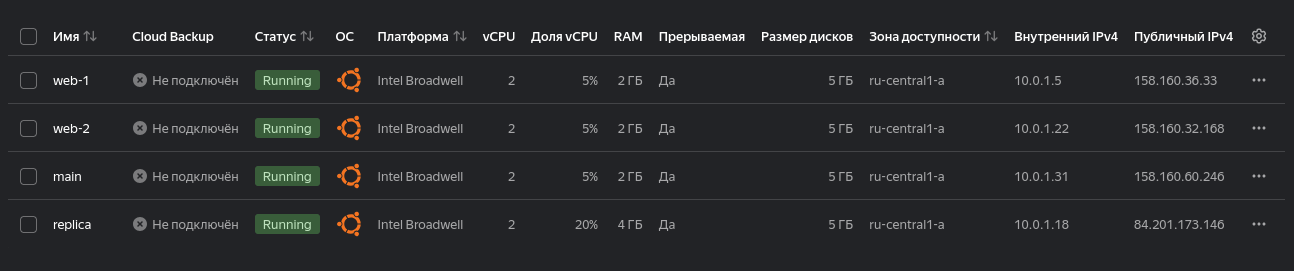 Имя Cloud Backup Статус ОС Платформа vCPU Доля vCPU RAM Прерываемая Размер дисков Зона доступности Внутренний IPv4 Публичный IPv4
web-1 Не подключён Running Intel Broadwell 2 5% 2 ГБ Да 5 ГБ ru-central1-a 10.0.1.5 158.160.36.33
web-2 Не подключён Running Intel Broadwell 2 5% 2 ГБ Да 5 ГБ ru-central1-a 10.0.1.22 158.160.32.168
main Не подключён Running Intel Broadwell 2 5% 2 ГБ Да 5 ГБ ru-central1-a 10.0.1.31 158.160.60.246
replica Не подключён Running Intel Broadwell 2 20% 4 ГБ Да 5 ГБ ru-central1-a 10.0.1.18 84.201.173.146